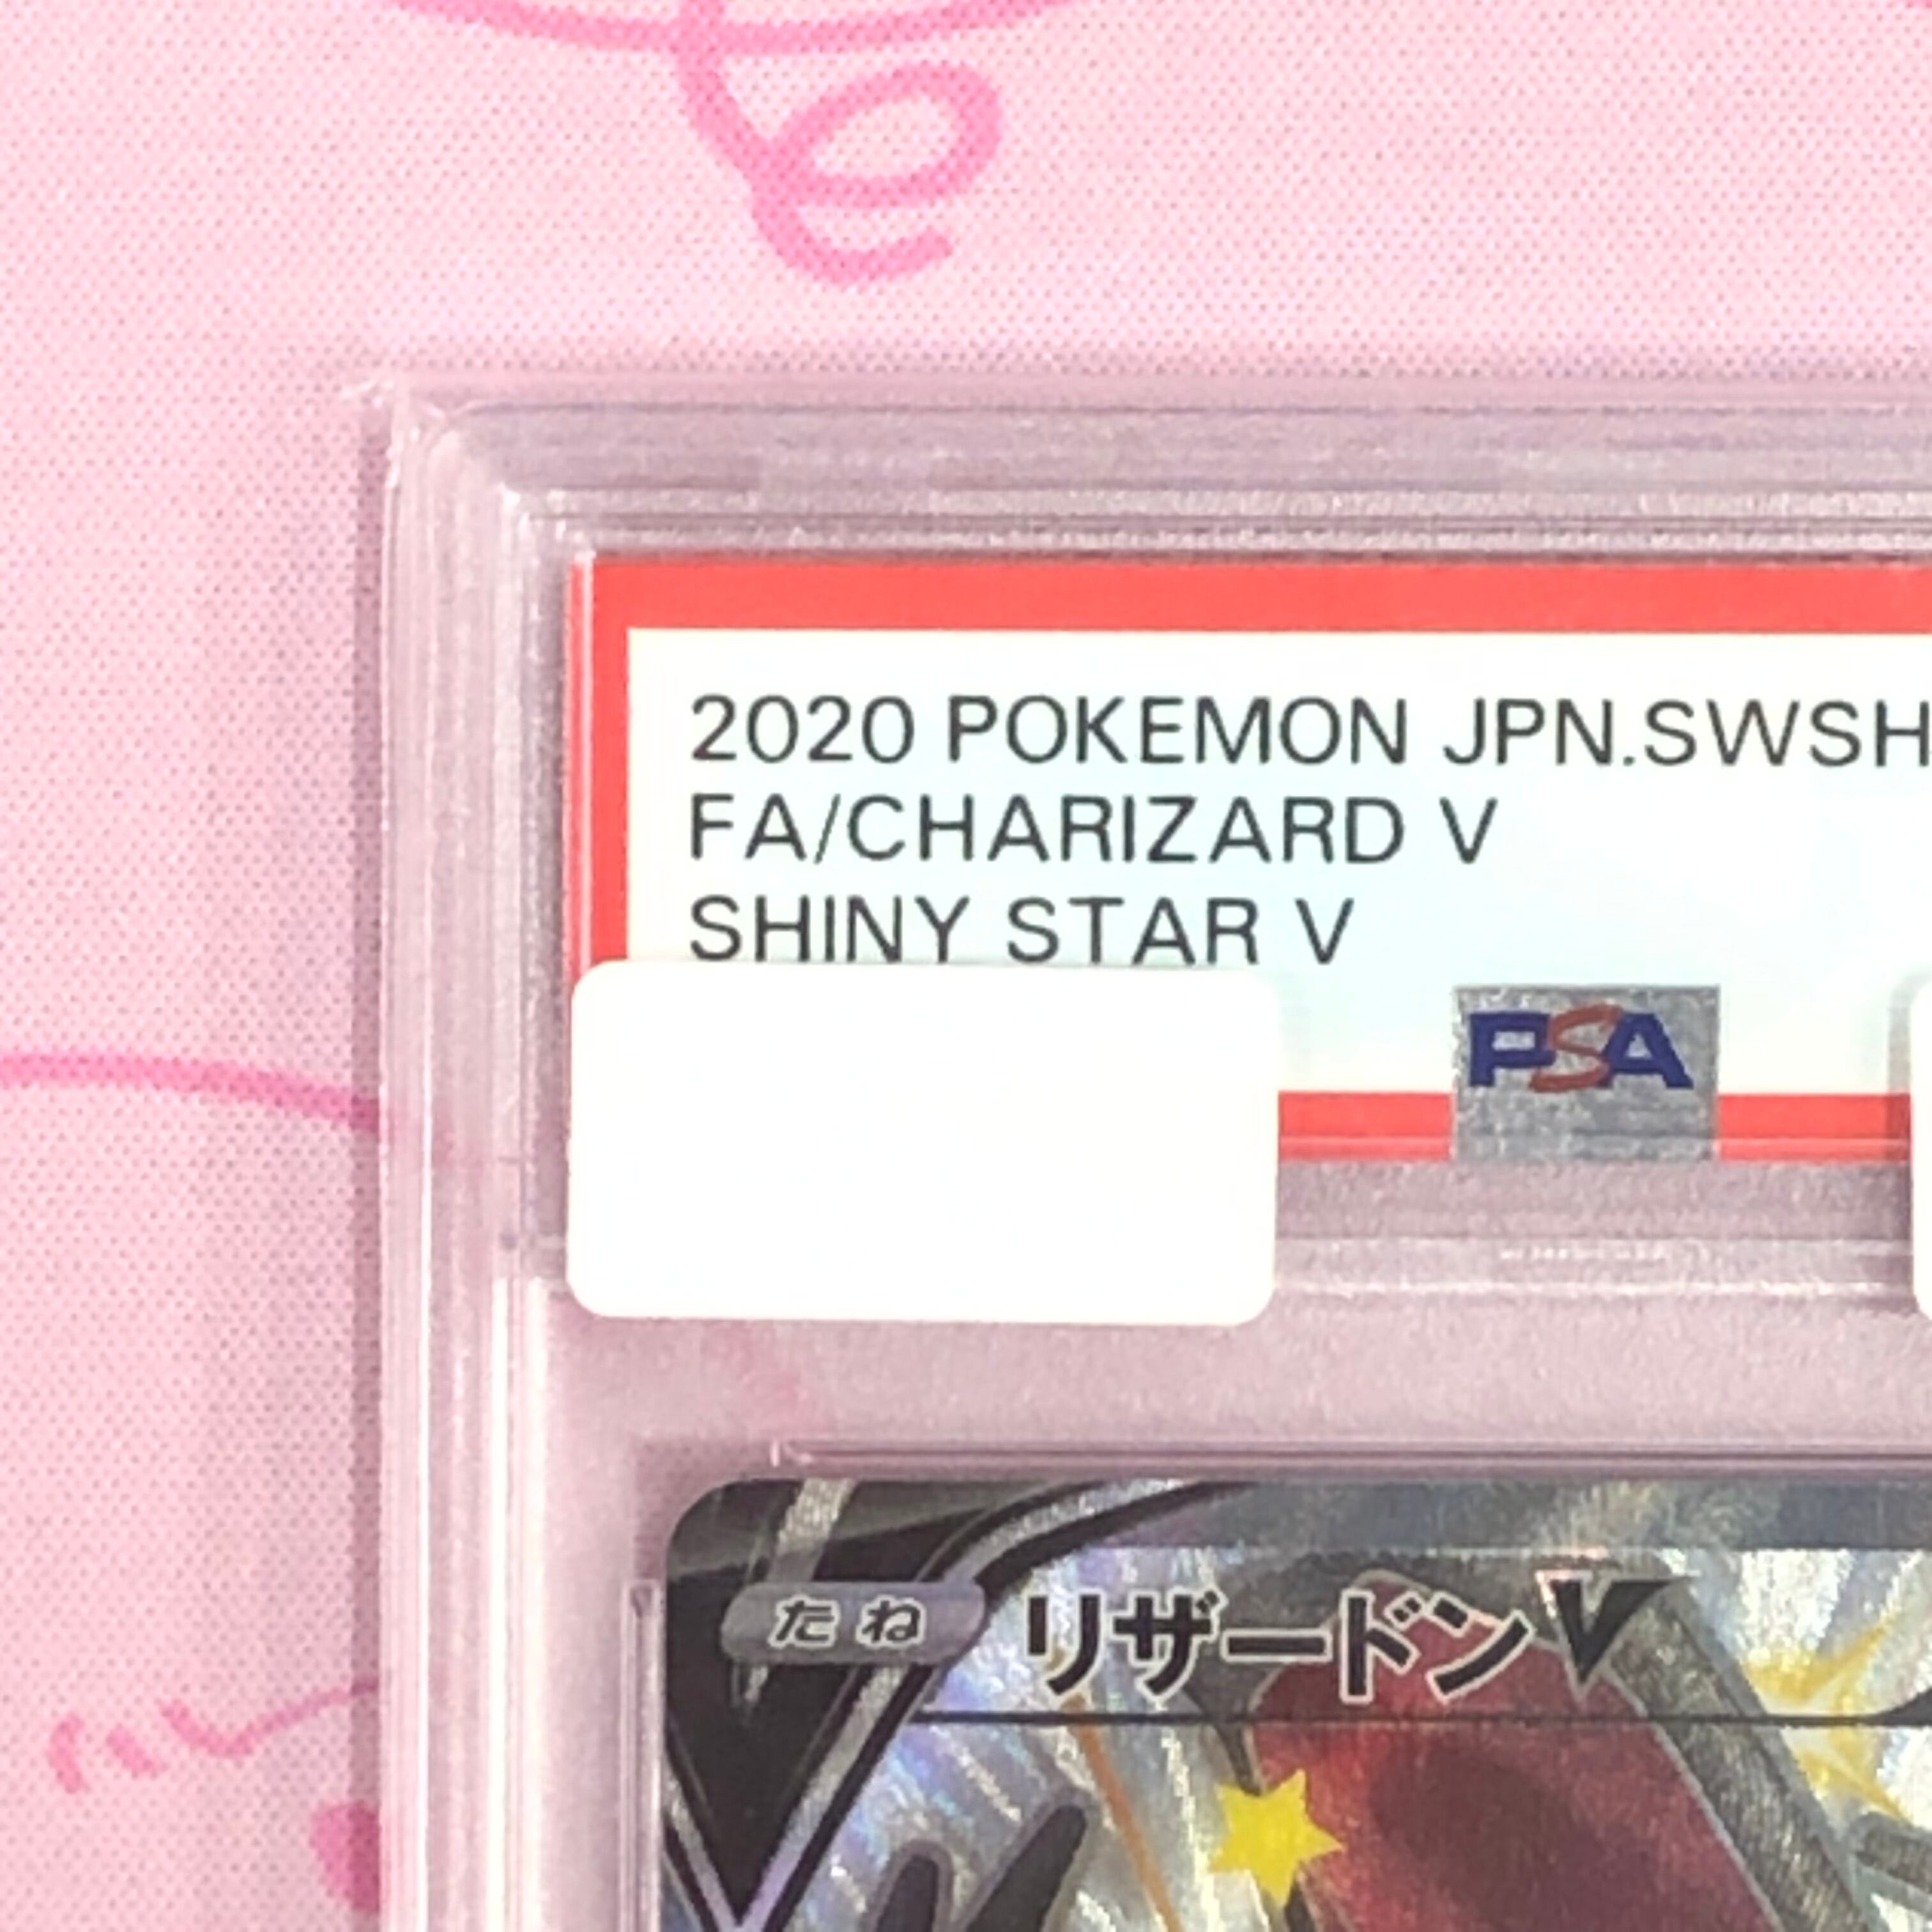 2020 POKEMON JPN.SWSH
FA/CHARIZARD V
SHINY STAR V
PSA
たね リザードンV